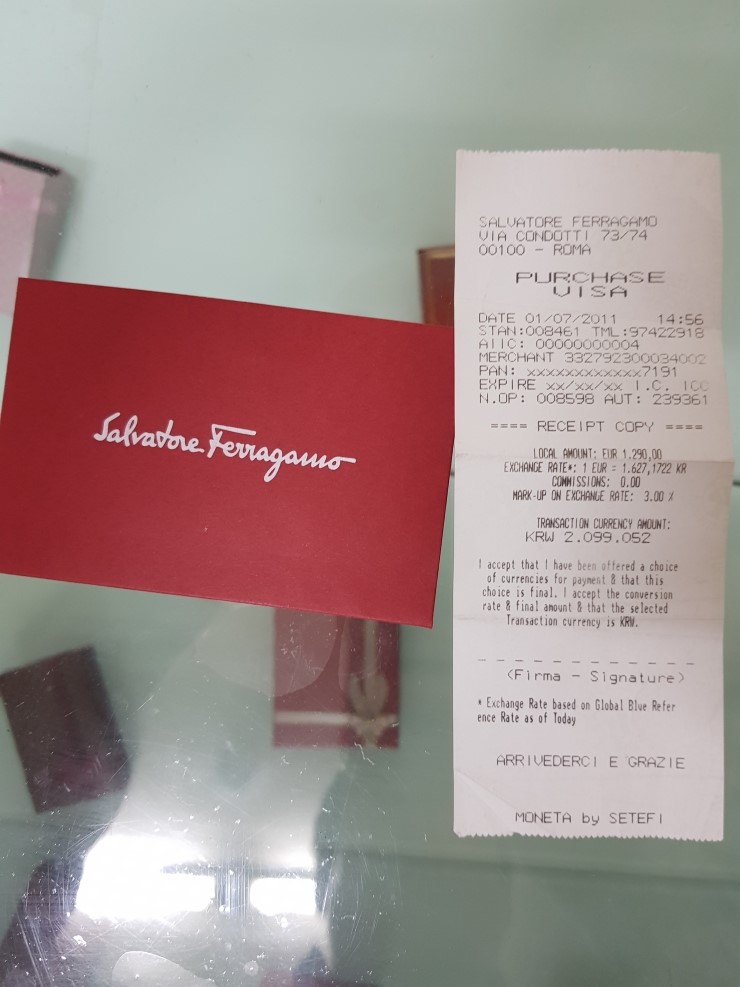 Salvatore Ferragamo
SALVATORE FERRAGAMO
VIA CONDOTTI 73/74
00100 - ROMA
PURCHASE
VISA
DATE 01/07/2011 14:56
STAN:008461 TML:97422918
AIIC: 00000000004
MERCHANT 332792300034002
PAN: xxxxxxxxxxxx7191
EXPIRE xx/xx/xx I.C. ICC
N.OP: 008598 AUT: 239361
==== RECEIPT COPY ====
LOCAL AMOUNT: EUR 1.290,00
EXCHANGE RATE*: 1 EUR = 1.627,1722 KR
COMMISSIONS: 0.00
MARK-UP ON EXCHANGE RATE: 3.00 %
TRANSACTION CURRENCY AMOUNT:
KRW 2.099.052
I accept that I have been offered a choice
of currencies for payment & that this
choice is final. I accept the conversion
rate & final amount & that the selected
Transaction currency is KRW.
(Firma - Signature)
* Exchange Rate based on Global Blue Refer
ence Rate as of Today
ARRIVEDERCI E GRAZIE
MONETA by SETEFI